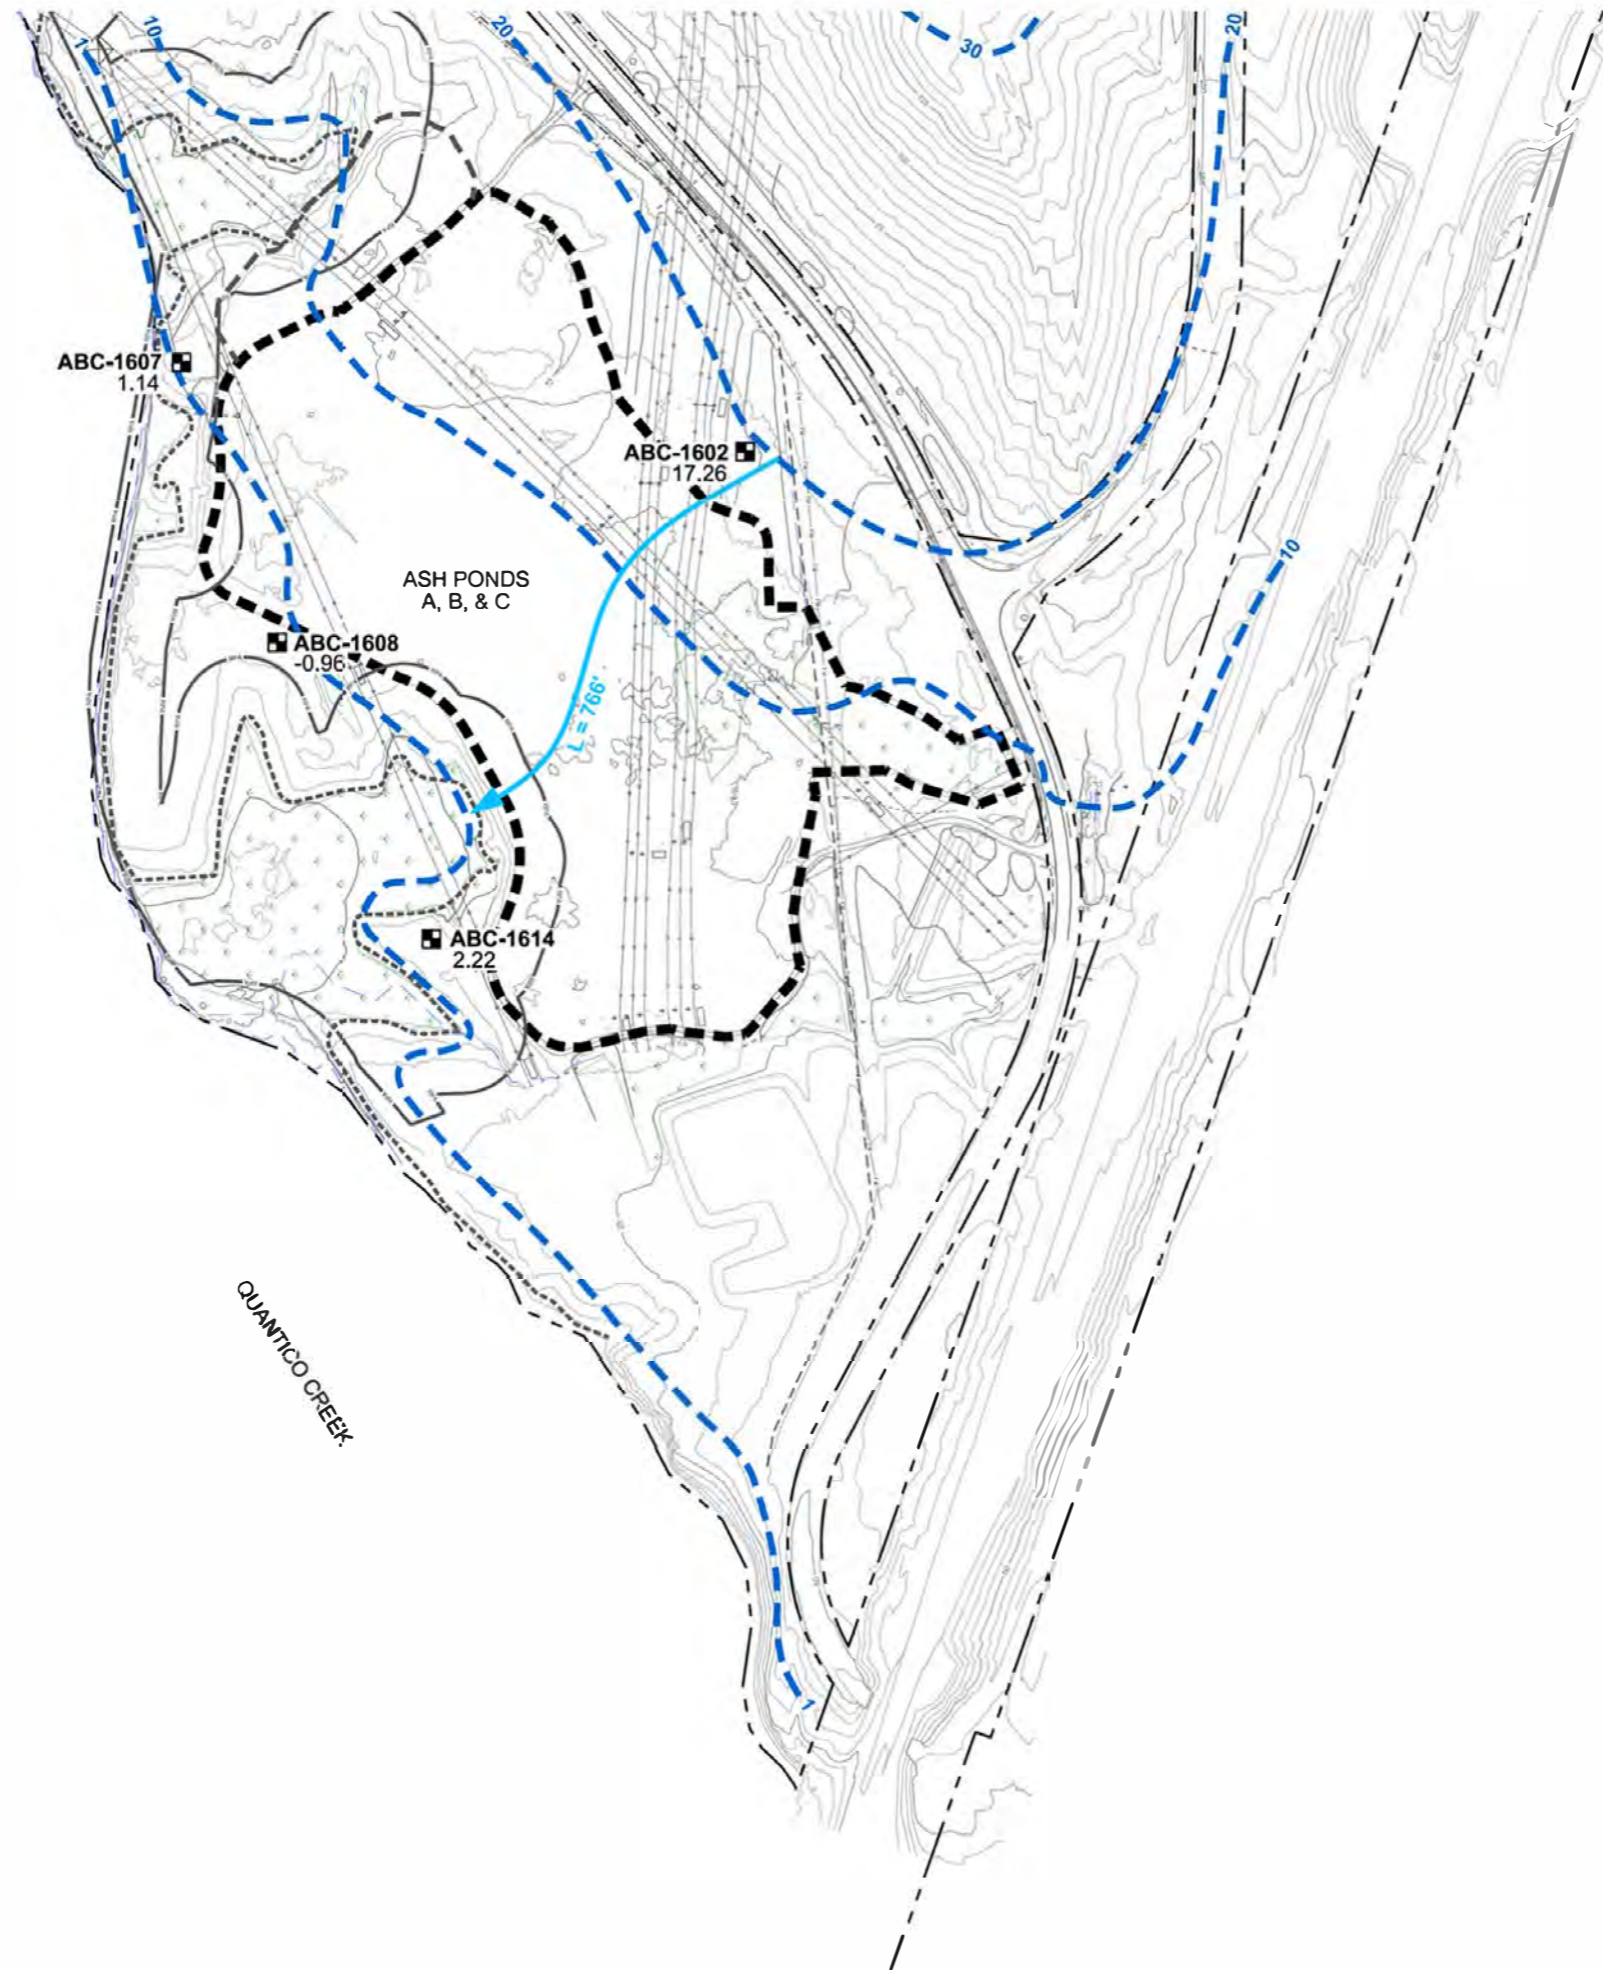 1
10
20
30
20
ABC-1607
1.14
ABC-1602
17.26
10
ASH PONDS
A, B, & C
ABC-1608
-0.96
L = 766'
ABC-1614
2.22
QUANTICO CREEK
1